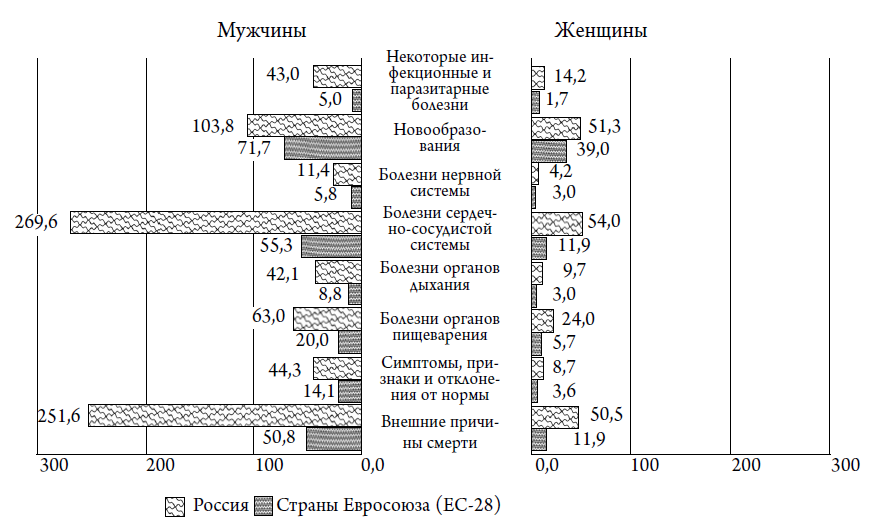 Мужчины Женщины
Некоторые ин-
фекционные и
паразитарные
болезни
43,0 14,2
5,0 1,7
103,8 51,3
Новообразо-
вания
71,7 39,0
11,4 4,2
Болезни нервной
системы
5,8 3,0
269,6 54,0
Болезни сердеч-
но-сосудистой
системы
55,3 11,9
42,1 9,7
Болезни органов
дыхания
8,8 3,0
63,0 24,0
Болезни органов
пищеварения
20,0 5,7
Симптомы, при-
знаки и отклоне-
ния от нормы
44,3 8,7
14,1 3,6
251,6 50,5
Внешние причи-
ны смерти
50,8 11,9
300 200 100 0,0 0,0 100 200 300
Россия Страны Евросоюза (ЕС-28)